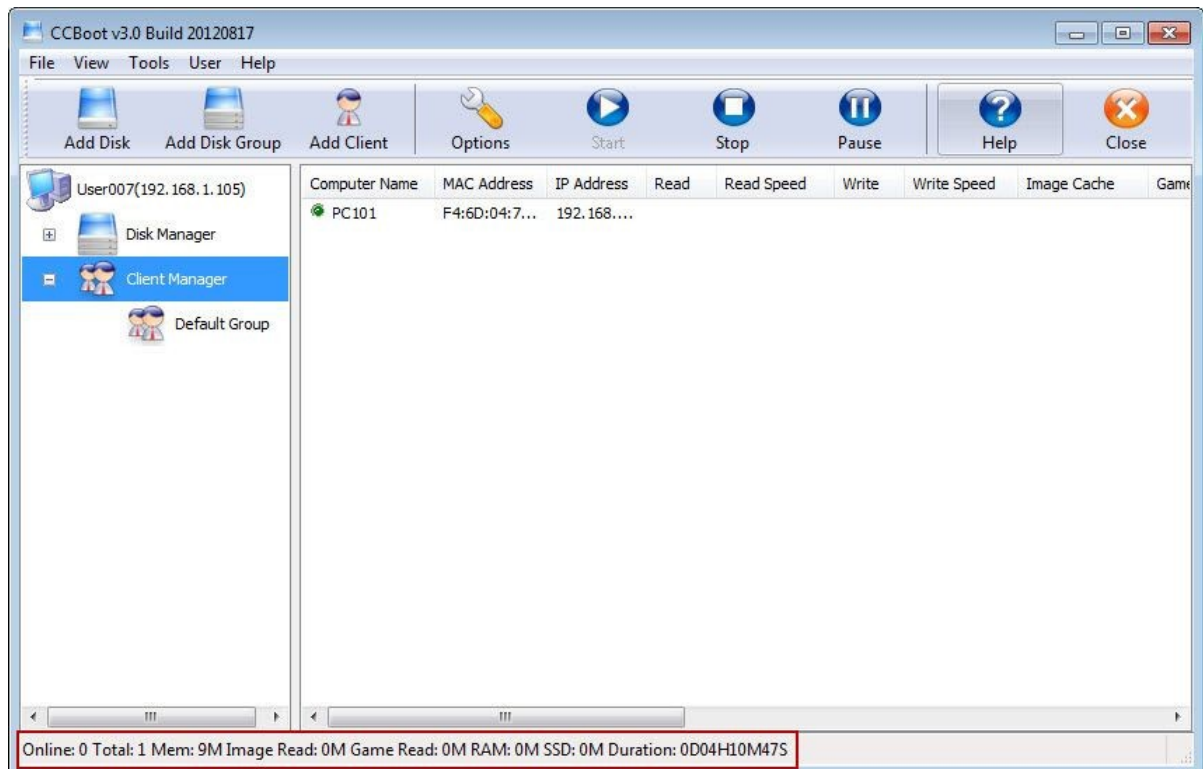 CCBoot v3.0 Build 20120817
File View Tools User Help
Add Disk Add Disk Group Add Client Options Start Stop Pause Help Close
User007(192.168.1.105)
Disk Manager
Client Manager
Default Group
Computer Name MAC Address IP Address Read Read Speed Write Write Speed Image Cache Game
PC101 F4:6D:04:7... 192.168....
Online: 0 Total: 1 Mem: 9M Image Read: 0M Game Read: 0M RAM: 0M SSD: 0M Duration: 0D04H10M47S